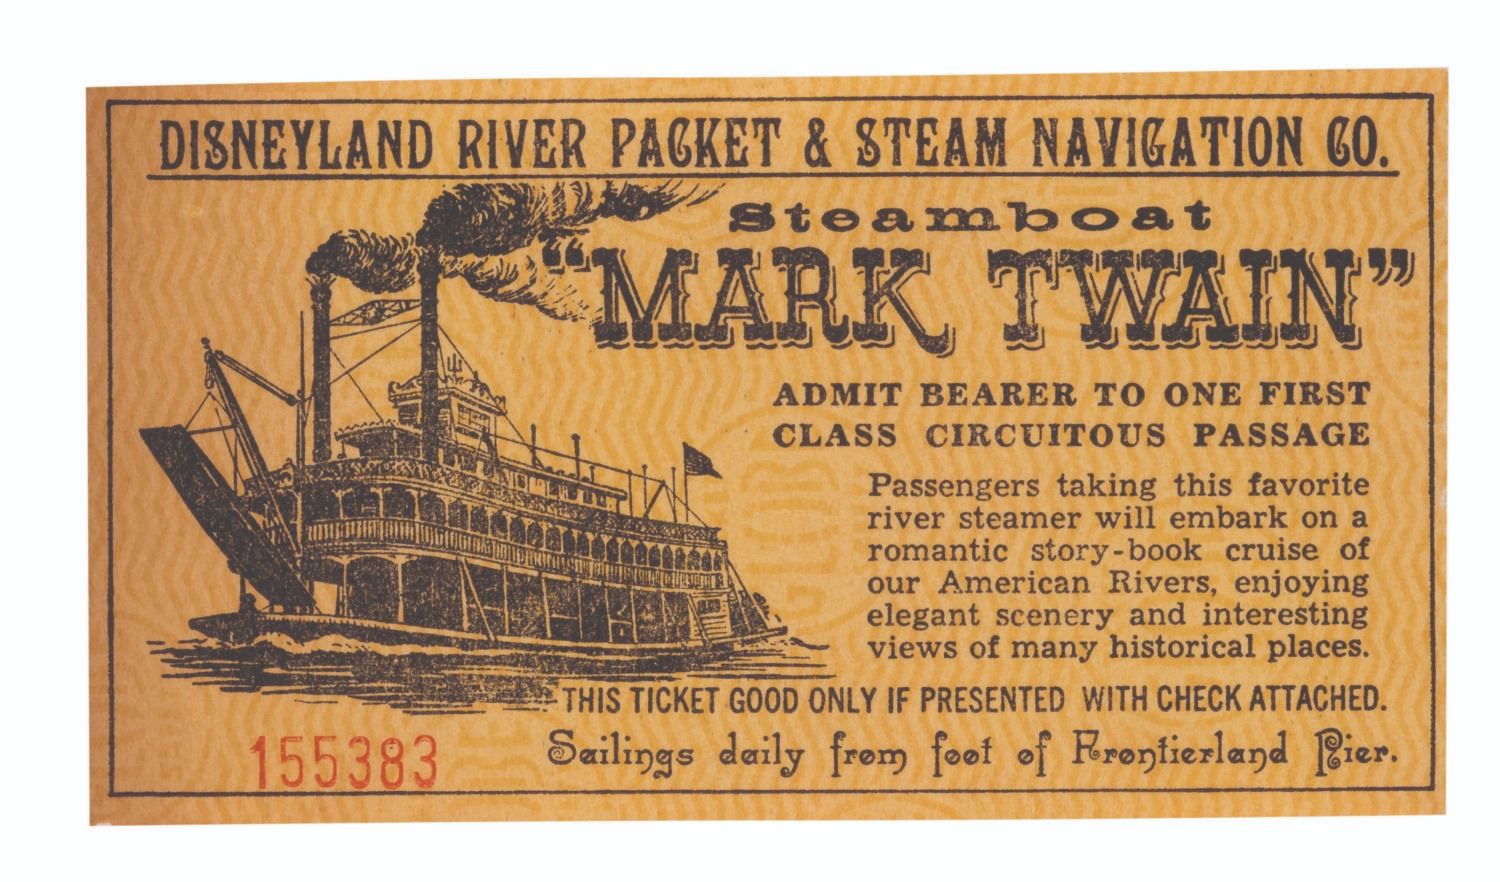 DISNEYLAND RIVER PACKET & STEAM NAVIGATION CO.
Steamboat
"MARK TWAIN"
ADMIT BEARER TO ONE FIRST
CLASS CIRCUITOUS PASSAGE
Passengers taking this favorite
river steamer will embark on a
romantic story-book cruise of
our American Rivers, enjoying
elegant scenery and interesting
views of many historical places.
THIS TICKET GOOD ONLY IF PRESENTED WITH CHECK ATTACHED.
155383
Sailings daily from foot of Frontierland Pier.